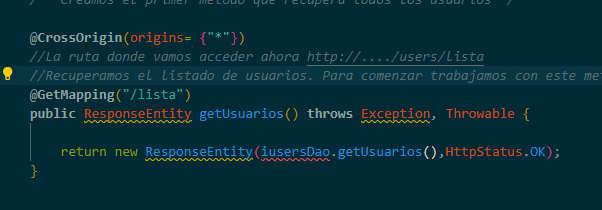 /* Creamos el primer metodo que recupera todos los usuarios */
@CrossOrigin(origins= {"*"})
//La ruta donde vamos acceder ahora http://..../users/lista
//Recuperamos el listado de usuarios. Para comenzar trabajamos con este me
@GetMapping("/lista")
public ResponseEntity getUsuarios() throws Exception, Throwable {
return new ResponseEntity(iusersDao.getUsuarios(),HttpStatus.OK);
}